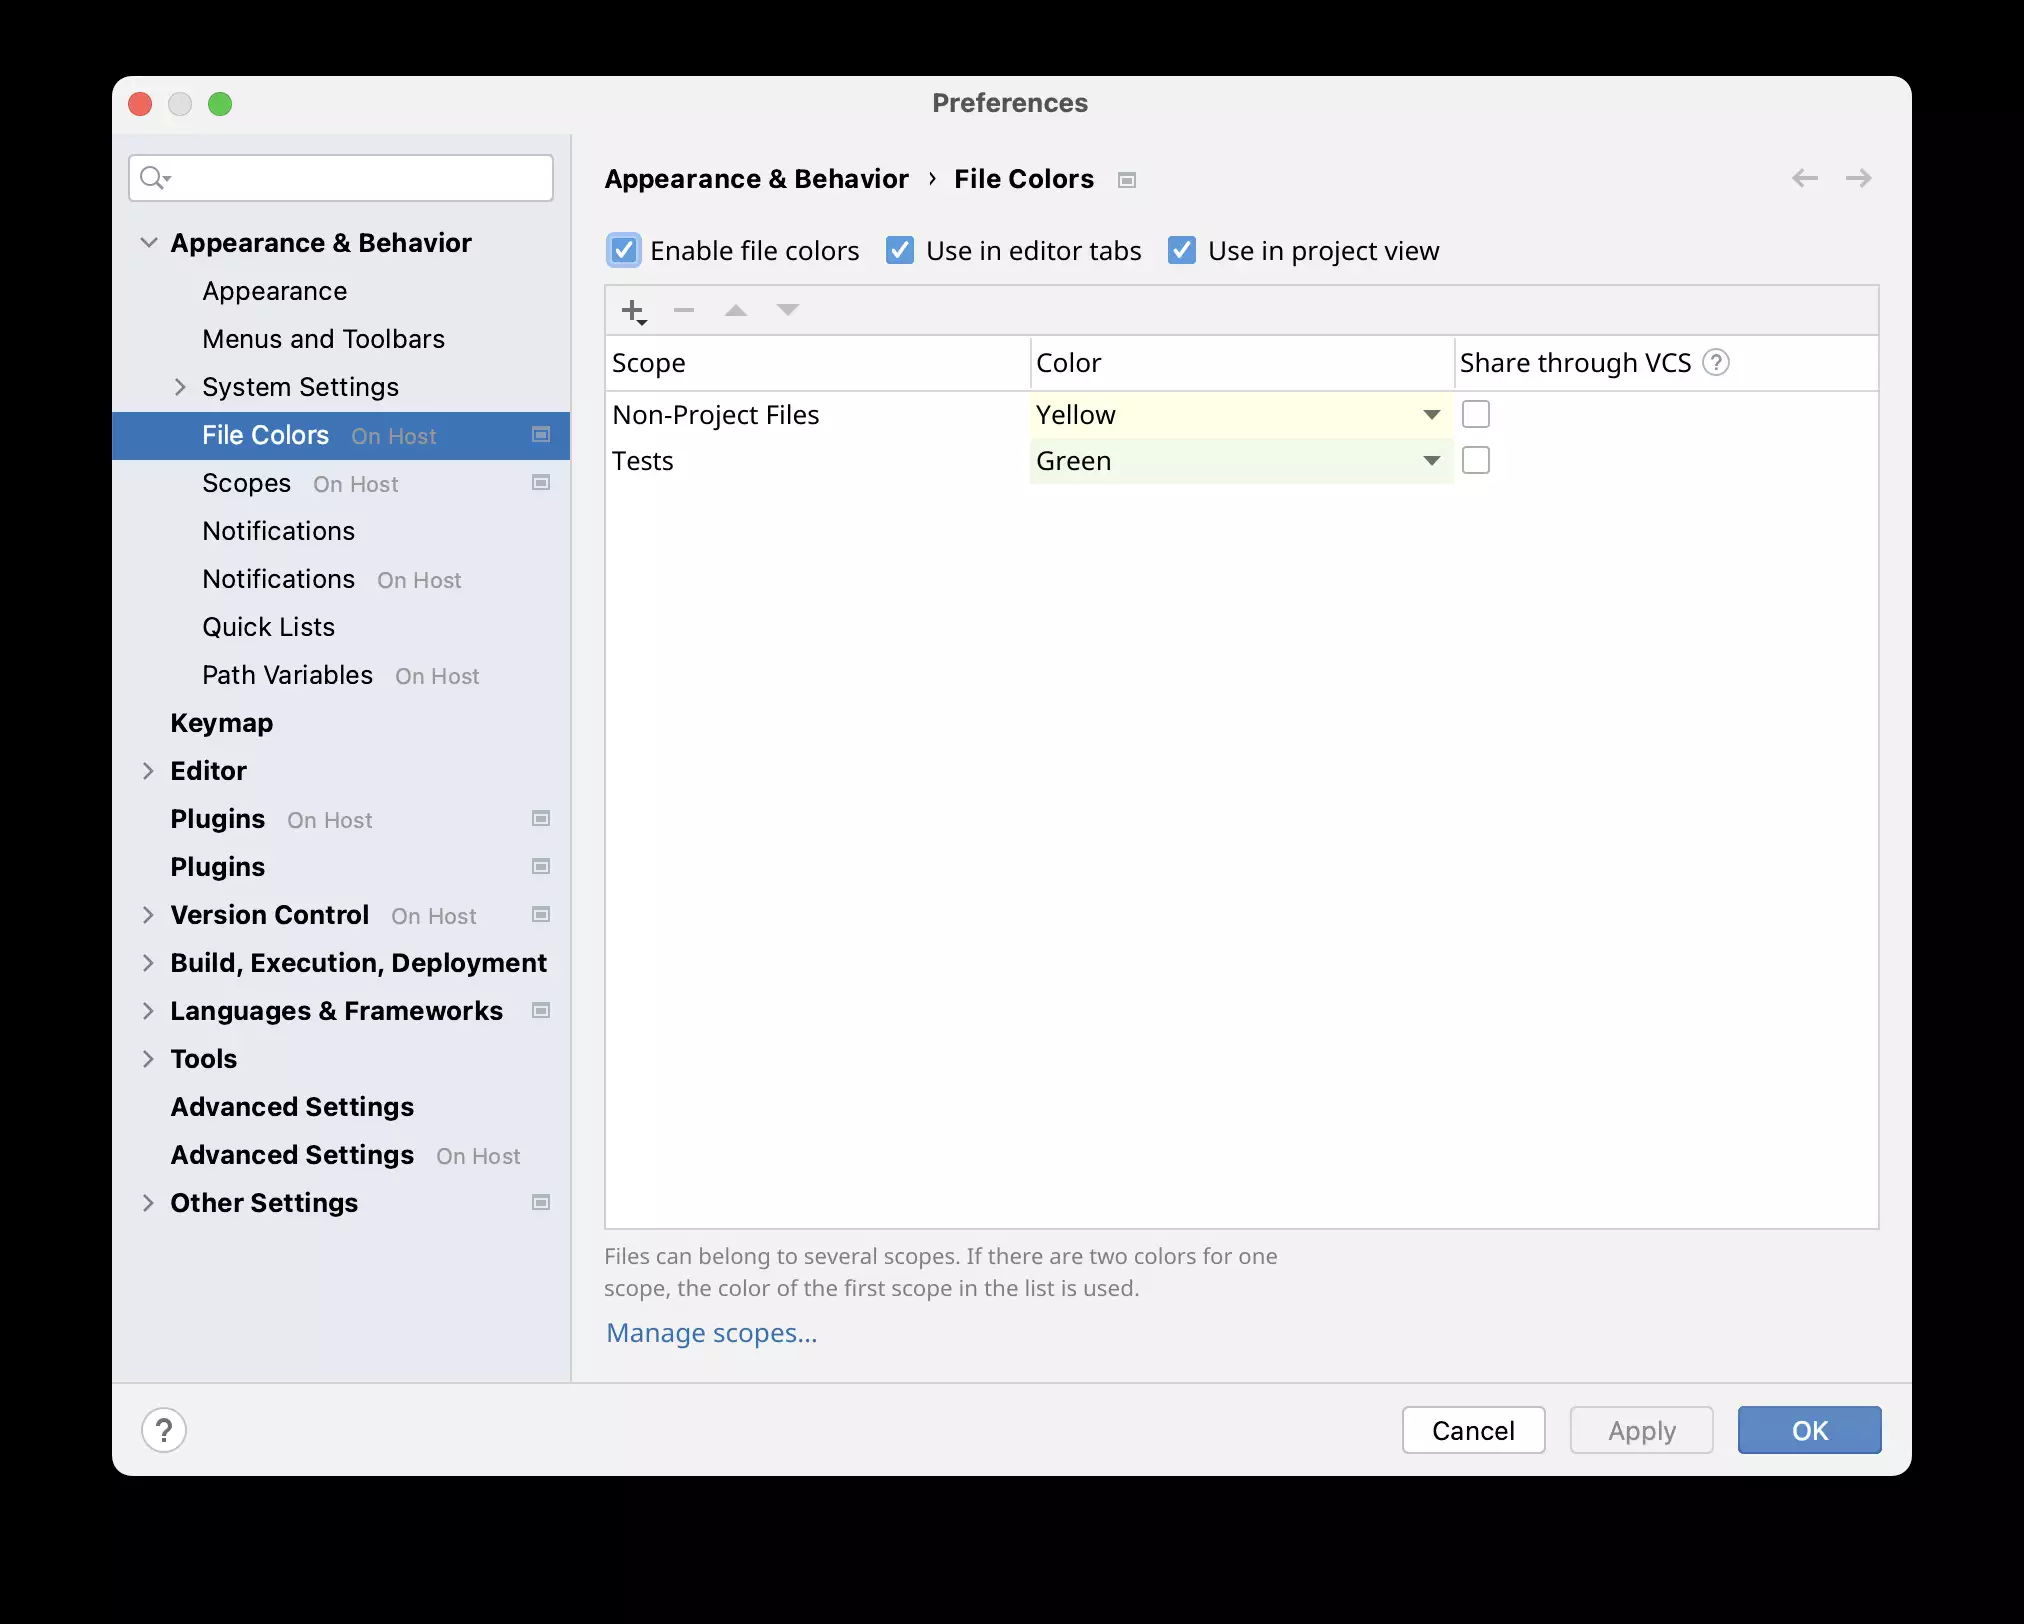 Preferences
Appearance & Behavior
Appearance
Menus and Toolbars
System Settings
File Colors On Host
Scopes On Host
Notifications
Notifications On Host
Quick Lists
Path Variables On Host
Keymap
Editor
Plugins On Host
Plugins
Version Control On Host
Build, Execution, Deployment
Languages & Frameworks
Tools
Advanced Settings
Advanced Settings On Host
Other Settings
Appearance & Behavior › File Colors
Enable file colors Use in editor tabs Use in project view
Scope Color Share through VCS ?
Non-Project Files Yellow
Tests Green
Files can belong to several scopes. If there are two colors for one
scope, the color of the first scope in the list is used.
Manage scopes...
? Cancel Apply OK